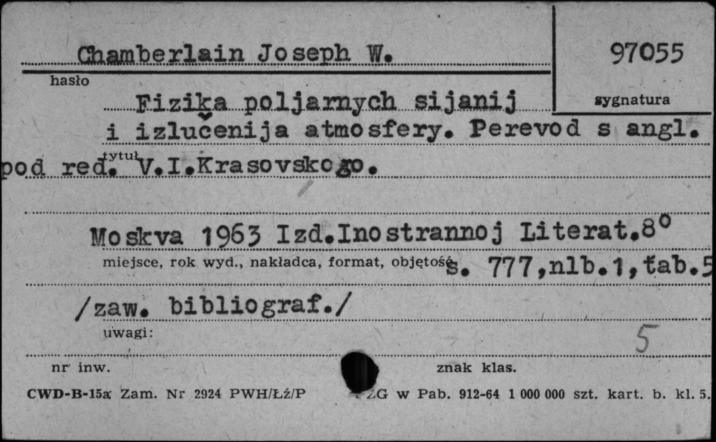 Chamberlain Joseph W.
97055
hasło
sygnatura
Fizika poljarnych sijanij
i izlučenija atmosfery. Perevod s angl.
tytuł
pod red. V.I.Krasovskogo.
Moskva 1963 Izd.Inostrannoj Literat.8°
miejsce, rok wyd., nakładca, format, objętość
s. 777,nlb.1,tab.5
/zaw. bibliograf./
uwagi:
5
nr inw.
znak klas.
CWD-B-15a Zam. Nr 2924 PWH/Łż/P
PZG w Pab. 912-64 1 000 000 szt. kart. b. kl. 5.